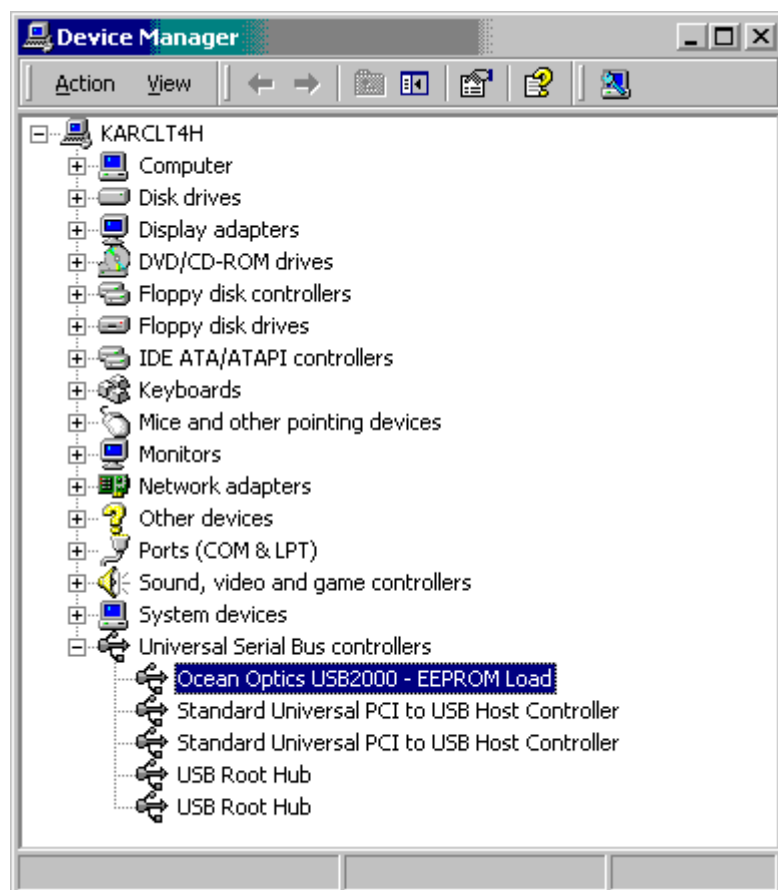 Device Manager
Action View
KARCLT4H
Computer
Disk drives
Display adapters
DVD/CD-ROM drives
Floppy disk controllers
Floppy disk drives
IDE ATA/ATAPI controllers
Keyboards
Mice and other pointing devices
Monitors
Network adapters
Other devices
Ports (COM & LPT)
Sound, video and game controllers
System devices
Universal Serial Bus controllers
Ocean Optics USB2000 - EEPROM Load
Standard Universal PCI to USB Host Controller
Standard Universal PCI to USB Host Controller
USB Root Hub
USB Root Hub